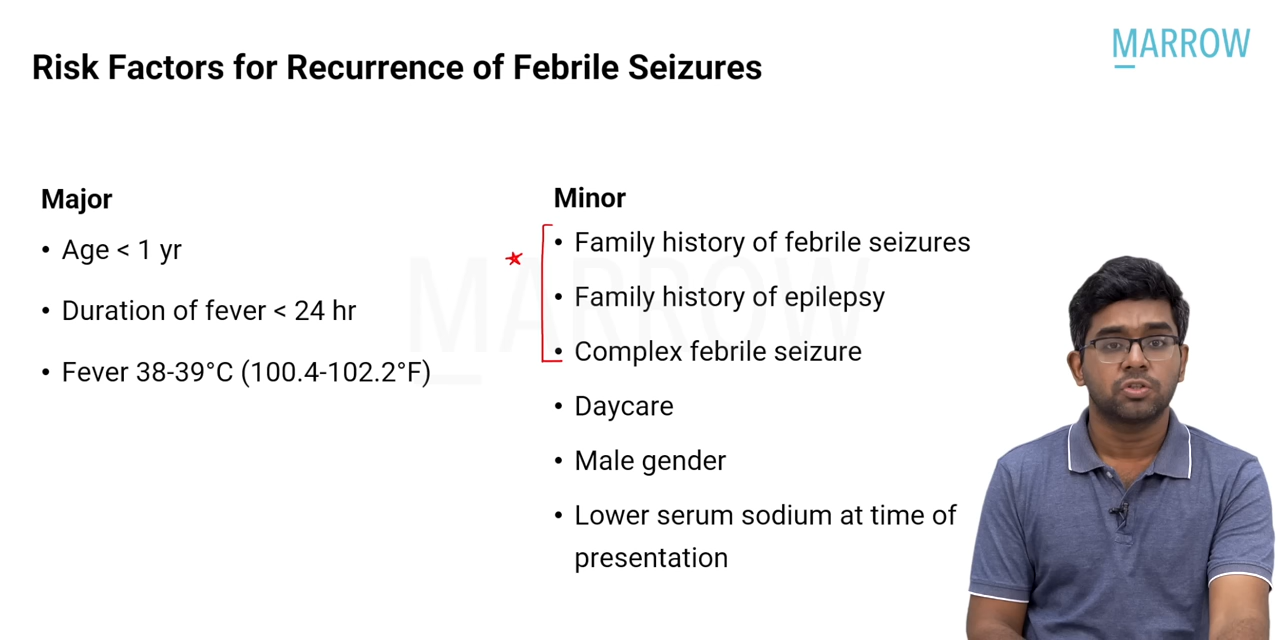 MARROW
Risk Factors for Recurrence of Febrile Seizures
Major
• Age < 1 yr
• Duration of fever < 24 hr
• Fever 38-39°C (100.4-102.2°F)
Minor
• Family history of febrile seizures
• Family history of epilepsy
• Complex febrile seizure
• Daycare
• Male gender
• Lower serum sodium at time of
presentation
MARROW